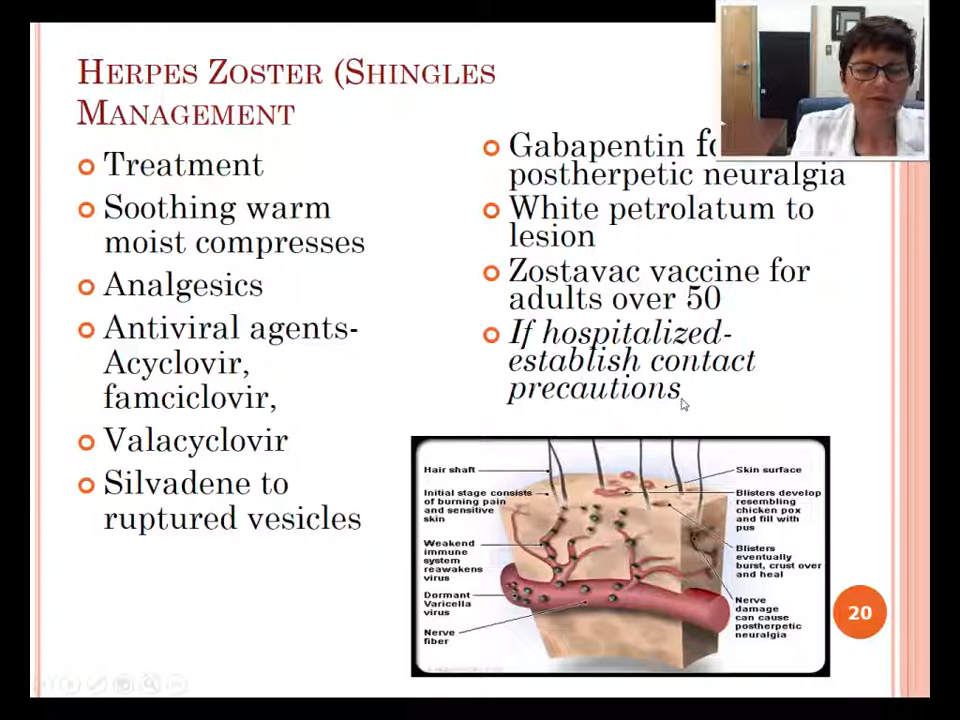 Herpes Zoster (Shingles
Management
Treatment
Soothing warm
moist compresses
Analgesics
Antiviral agents-
Acyclovir,
famciclovir,
Valacyclovir
Silvadene to
ruptured vesicles
Gabapentin
postherpetic neuralgia
White petrolatum to
lesion
Zostavac vaccine for
adults over 50
If hospitalized-
establish contact
precautions
Hair shaft
Initial stage consists
of burning pain
and sensitive
skin
Weakend
immune
system
reawakens
virus
Dormant
Varicella
virus
Nerve
fiber
Skin surface
Blisters develop
resembling
chicken pox
and fill with
pus
Blisters
eventually
burst, crust over
and heal
Nerve
damage
can cause
postherpetic
neuralgia
20